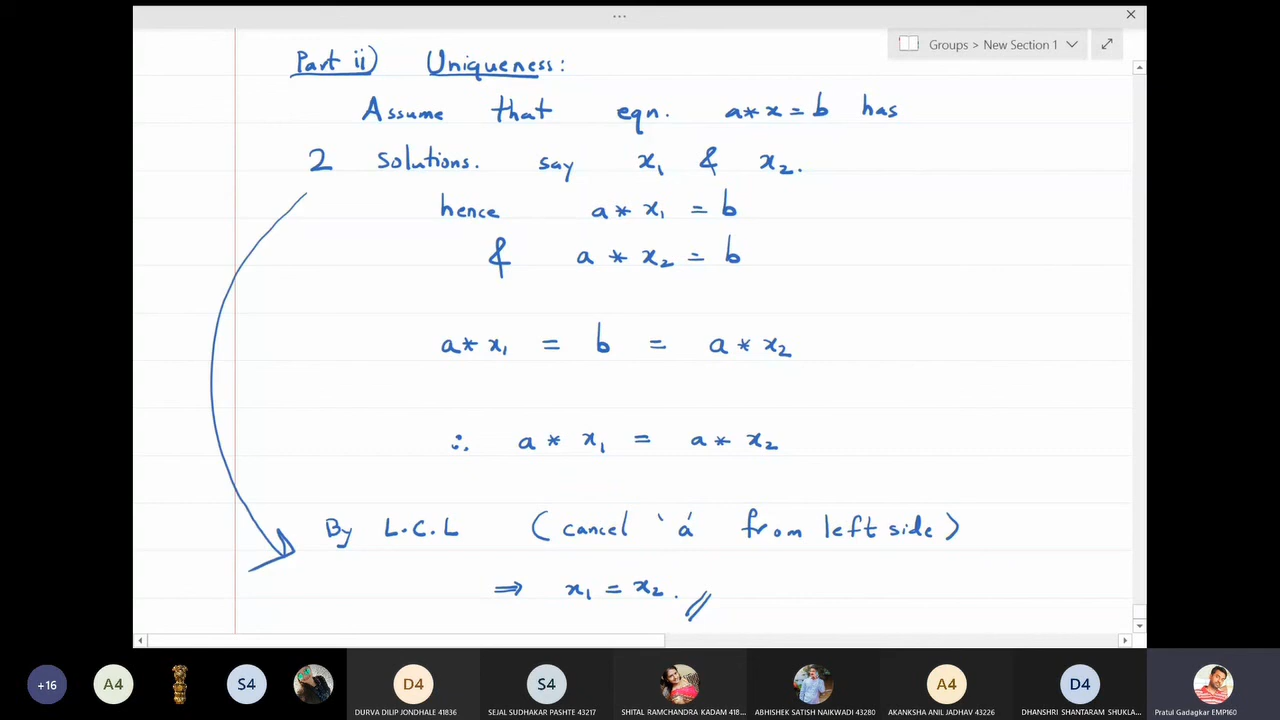 Groups > New Section 1
Part ii) Uniqueness:
Assume that eqn. a * x = b has
2 solutions. say x₁ & x₂.
hence a * x₁ = b
& a * x₂ = b
a * x₁ = b = a * x₂
∴ a * x₁ = a * x₂
By L.C.L (cancel 'a' from left side)
⇒ x₁ = x₂. //
+16 A4 S4 D4 S4 A4 D4
DURVA DILIP JONDHALE 41836 SEJAL SUDHAKAR PASHTE 43217 SHITAL RAMCHANDRA KADAM 418... ABHISHEK SATISH NAIKWADI 43280 AKANKSHA ANIL JADHAV 43226 DHANSHRI SHANTARAM SHUKLA... Pratul Gadagkar EMP160